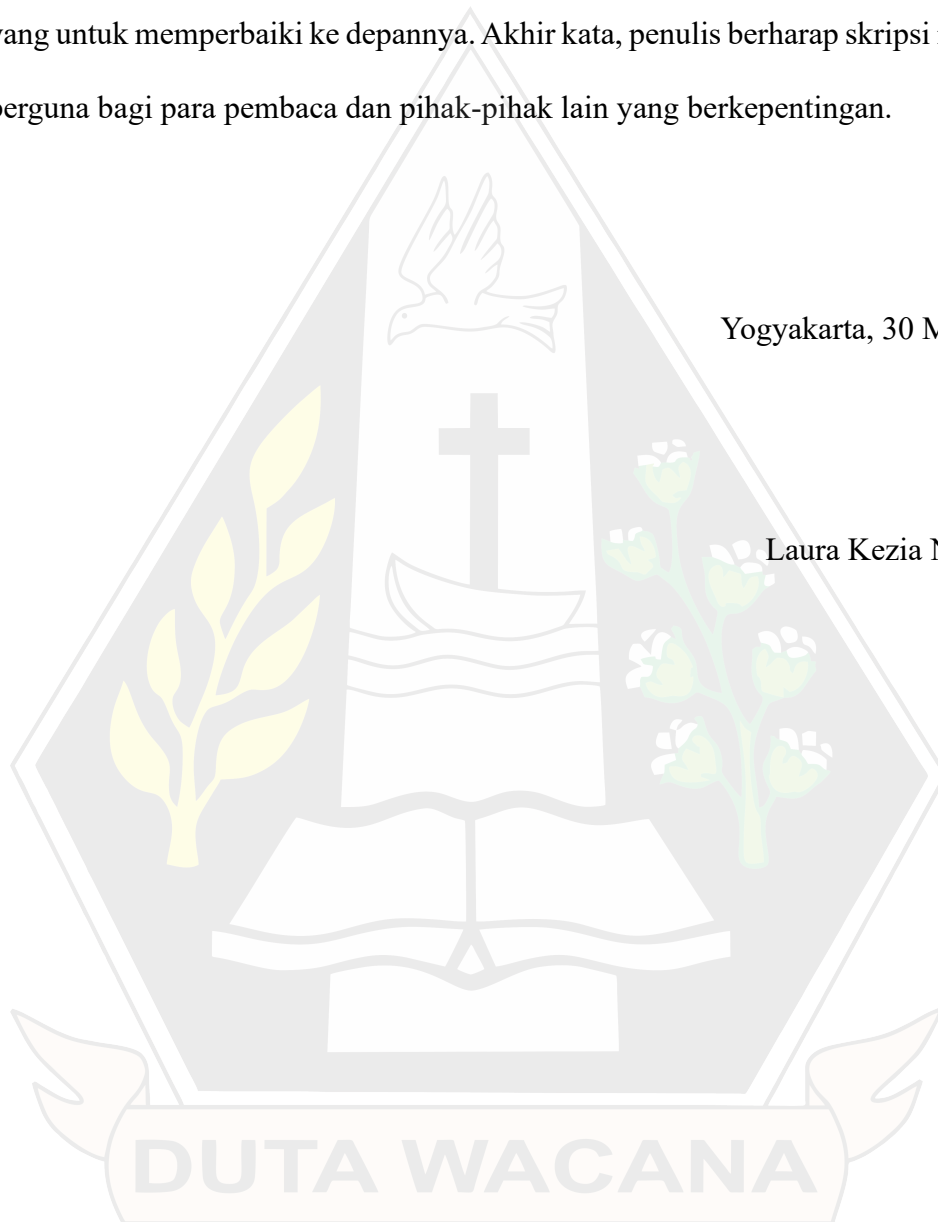 yang untuk memperbaiki ke depannya. Akhir kata, penulis berharap skripsi
berguna bagi para pembaca dan pihak-pihak lain yang berkepentingan.
Yogyakarta, 30
Laura Kezia
DUTA WACANA